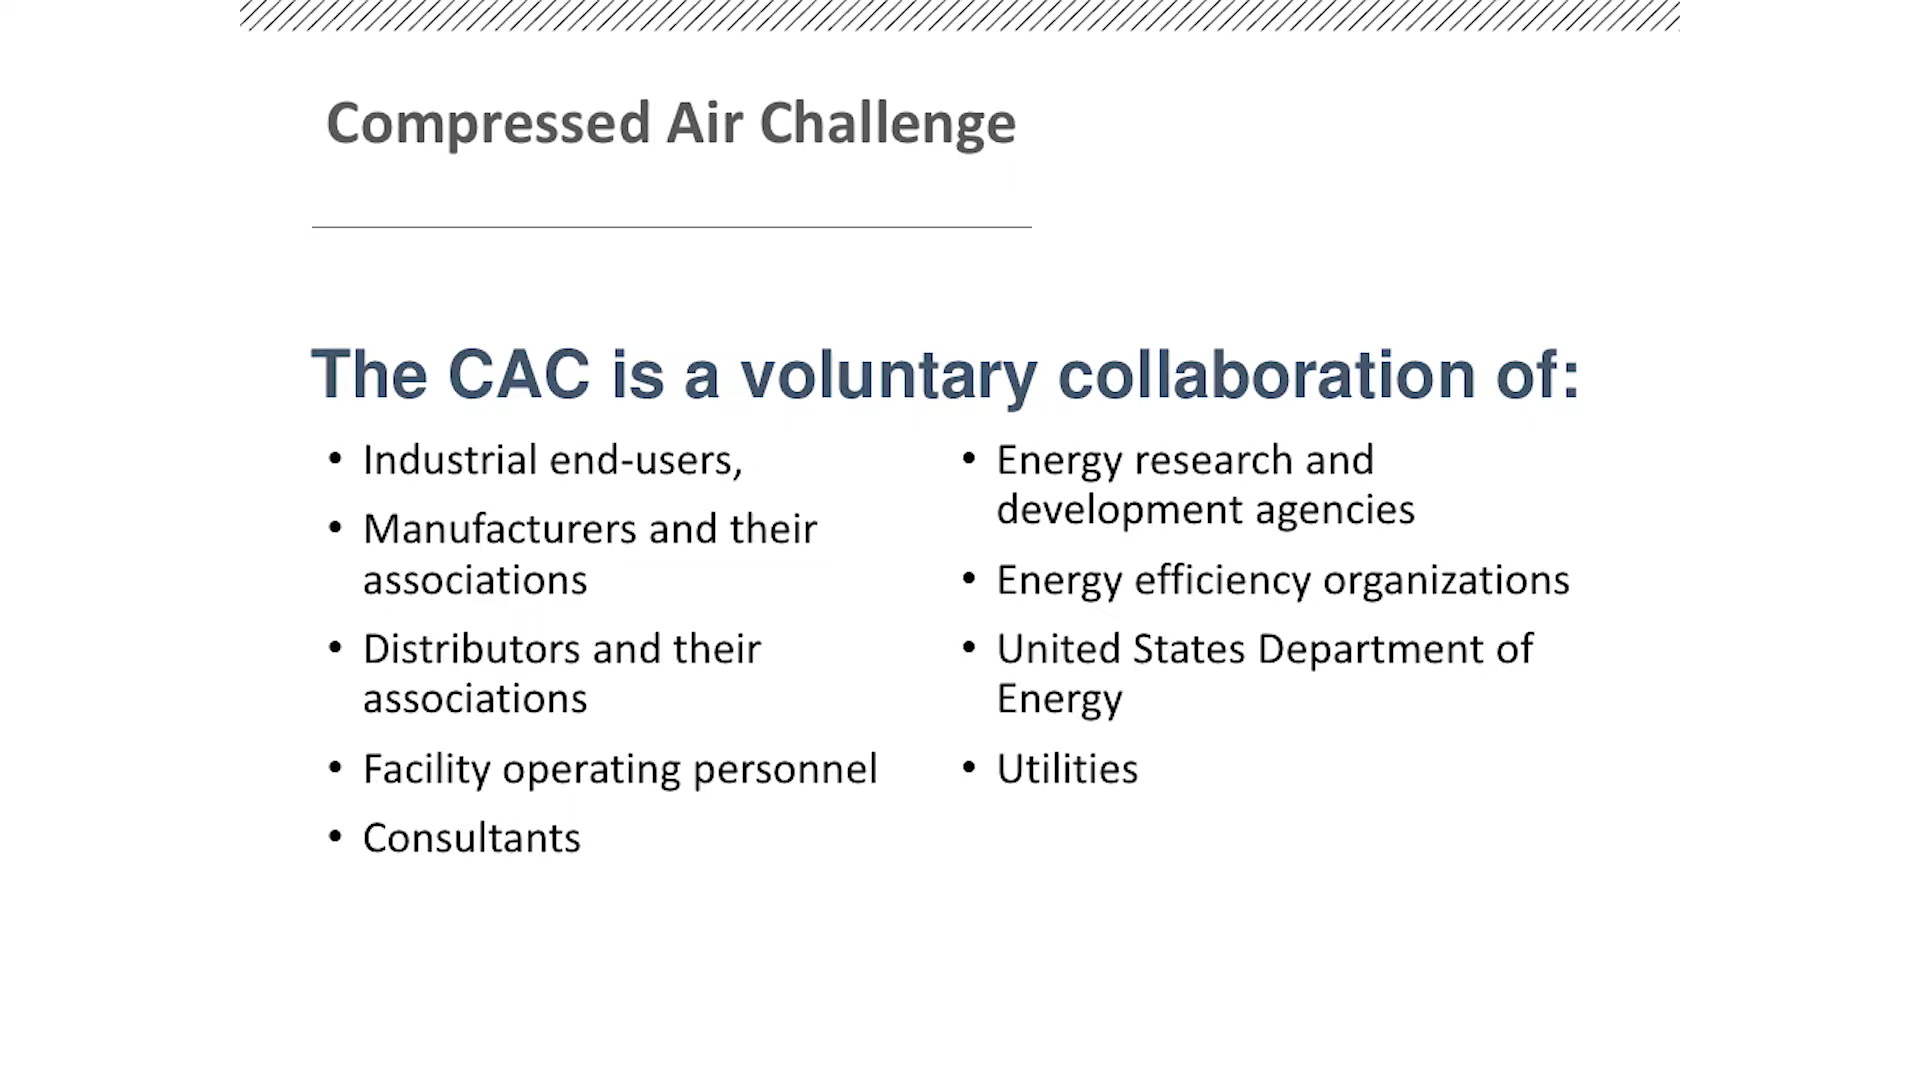 Compressed Air Challenge
The CAC is a voluntary collaboration of:
• Industrial end-users,
• Manufacturers and their
associations
• Distributors and their
associations
• Facility operating personnel
• Consultants
• Energy research and
development agencies
• Energy efficiency organizations
• United States Department of
Energy
• Utilities